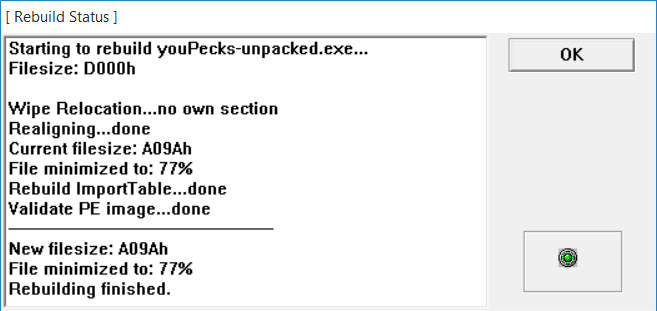 [ Rebuild Status ]
Starting to rebuild youPecks-unpacked.exe...
Filesize: D000h
OK
Wipe Relocation...no own section
Realigning...done
Current filesize: A09Ah
File minimized to: 77%
Rebuild ImportTable...done
Validate PE image...done
New filesize: A09Ah
File minimized to: 77%
Rebuilding finished.